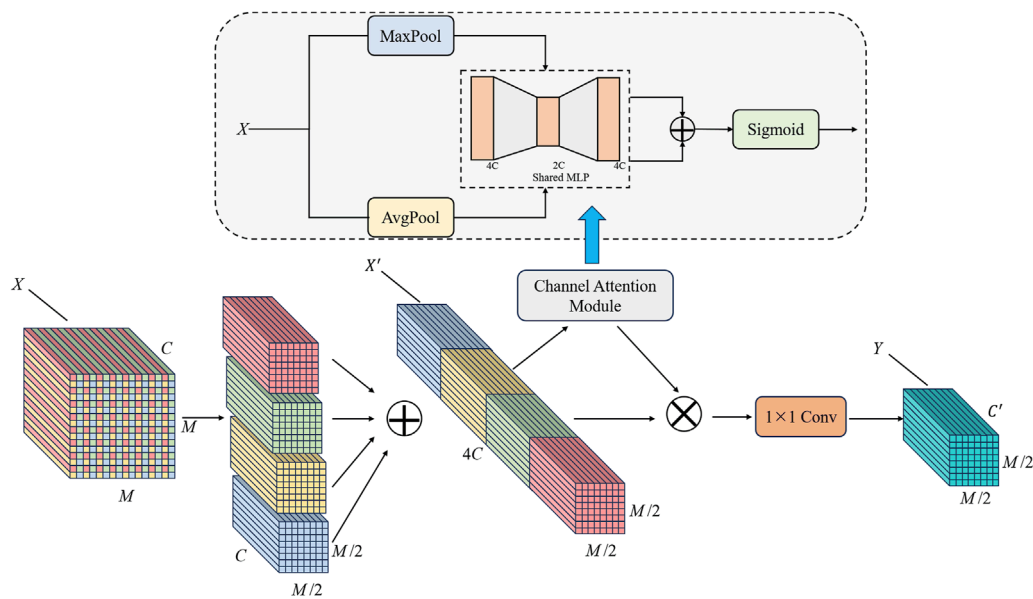 MaxPool
X
4C
2C
4C
Shared MLP
Sigmoid
AvgPool
X
C
M
M
C
M/2
M/2
X′
4C
M/2
M/2
Channel Attention
Module
1×1 Conv
Y
C′
M/2
M/2